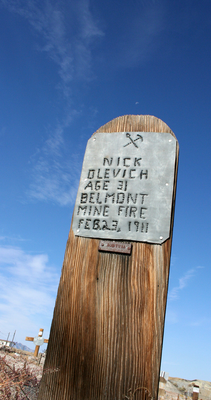 NICK
OLEVICH
AGE 31
BELMONT
MINE FIRE
FEB.23, 1911